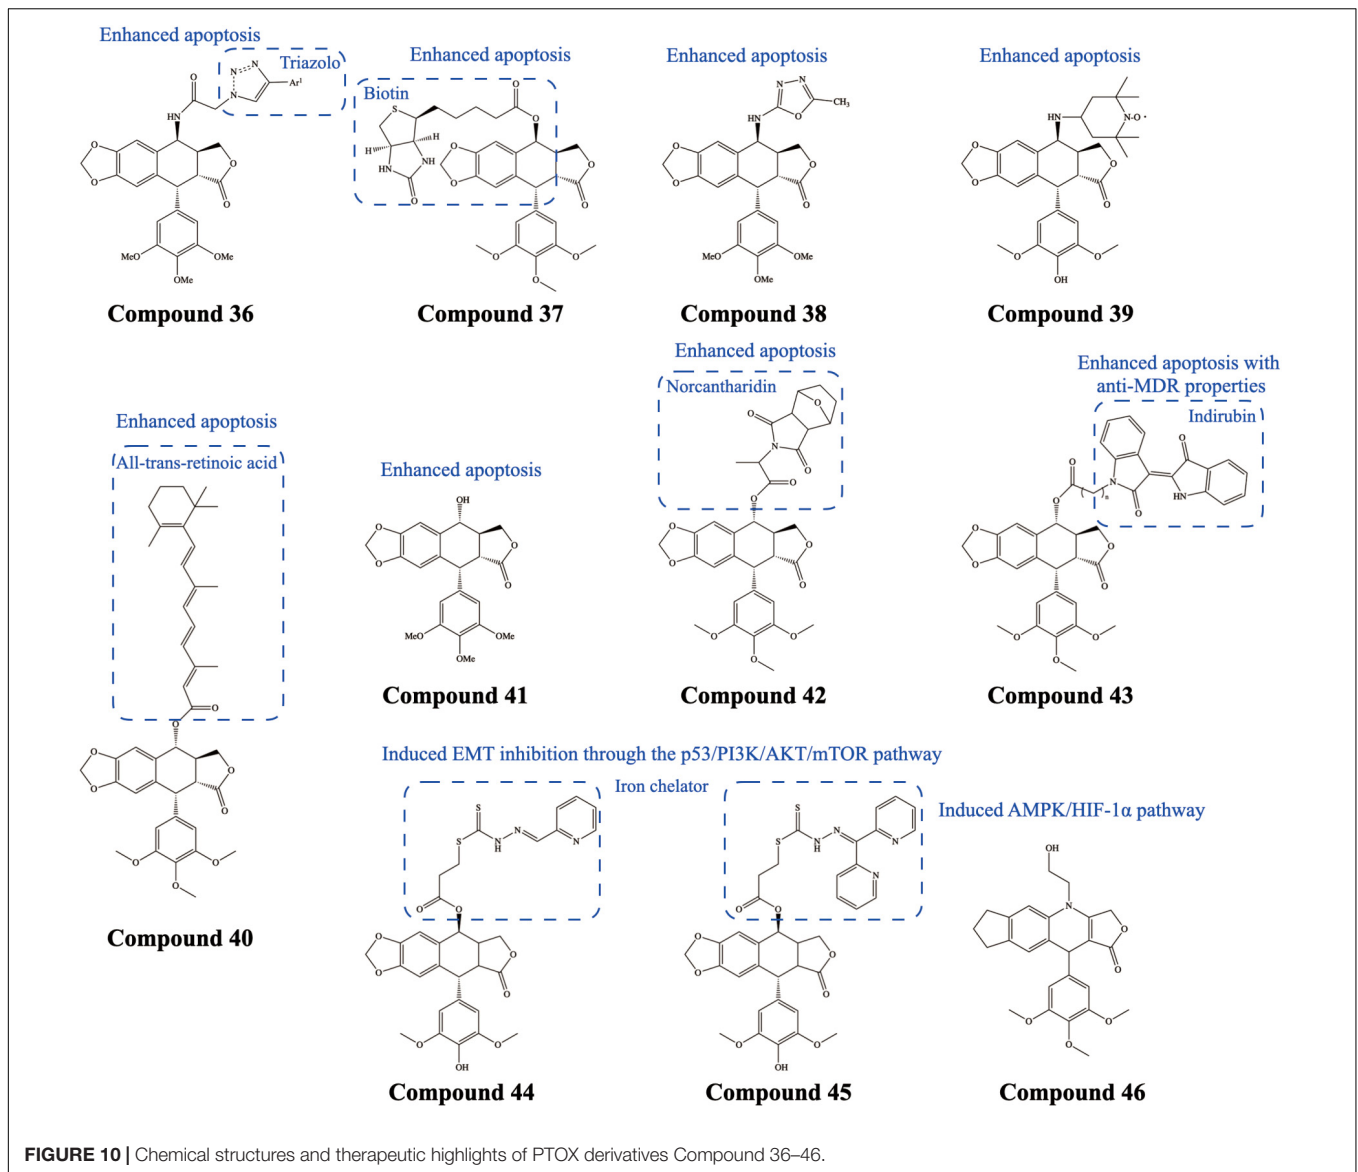 Enhanced apoptosis
Triazolo
N
N
N
Ar¹
O
HN
O
O
O
O
MeO
OMe
OMe
Compound 36
Enhanced apoptosis
Biotin
S
O
O
H
H
HN
NH
O
O
O
O
O
O
O
O
Compound 37
Enhanced apoptosis
N
N
O
CH₃
HN
O
O
O
O
MeO
OMe
OMe
Compound 38
Enhanced apoptosis
HN
N-O·
O
O
O
O
O
O
OH
Compound 39
Enhanced apoptosis
All-trans-retinoic acid
O
O
O
O
O
O
O
O
O
Compound 40
Enhanced apoptosis
OH
O
O
O
O
MeO
OMe
OMe
Compound 41
Enhanced apoptosis
Norcantharidin
O
O
N
O
O
O
O
O
O
O
O
O
O
Compound 42
Enhanced apoptosis with
anti-MDR properties
Indirubin
O
O
N
n
O
HN
O
O
O
O
O
O
O
O
Compound 43
Induced EMT inhibition through the p53/PI3K/AKT/mTOR pathway
Iron chelator
S
S
N
H
N
N
O
O
O
O
O
O
O
O
OH
Compound 44
S
S
N
H
N
N
N
O
O
O
O
O
O
O
O
OH
Compound 45
Induced AMPK/HIF-1α pathway
OH
N
O
O
O
O
O
Compound 46
FIGURE 10 | Chemical structures and therapeutic highlights of PTOX derivatives Compound 36–46.